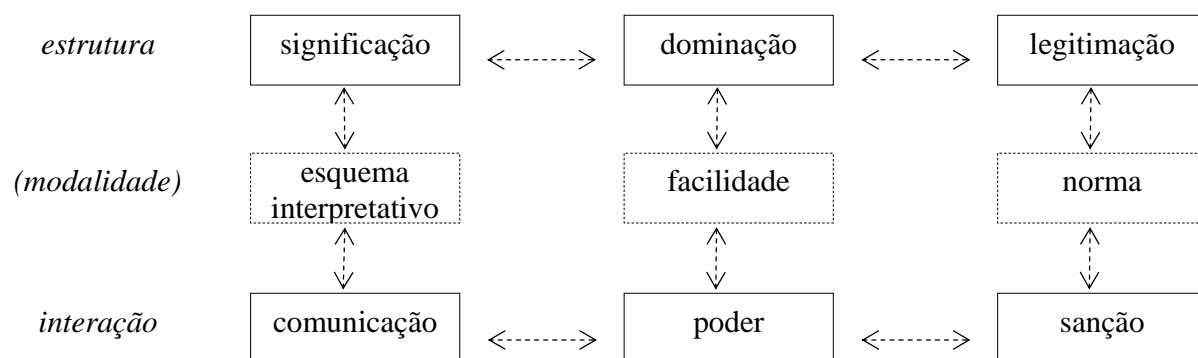 estrutura significação dominação legitimação
(modalidade) esquema interpretativo facilidade norma
interação comunicação poder sanção